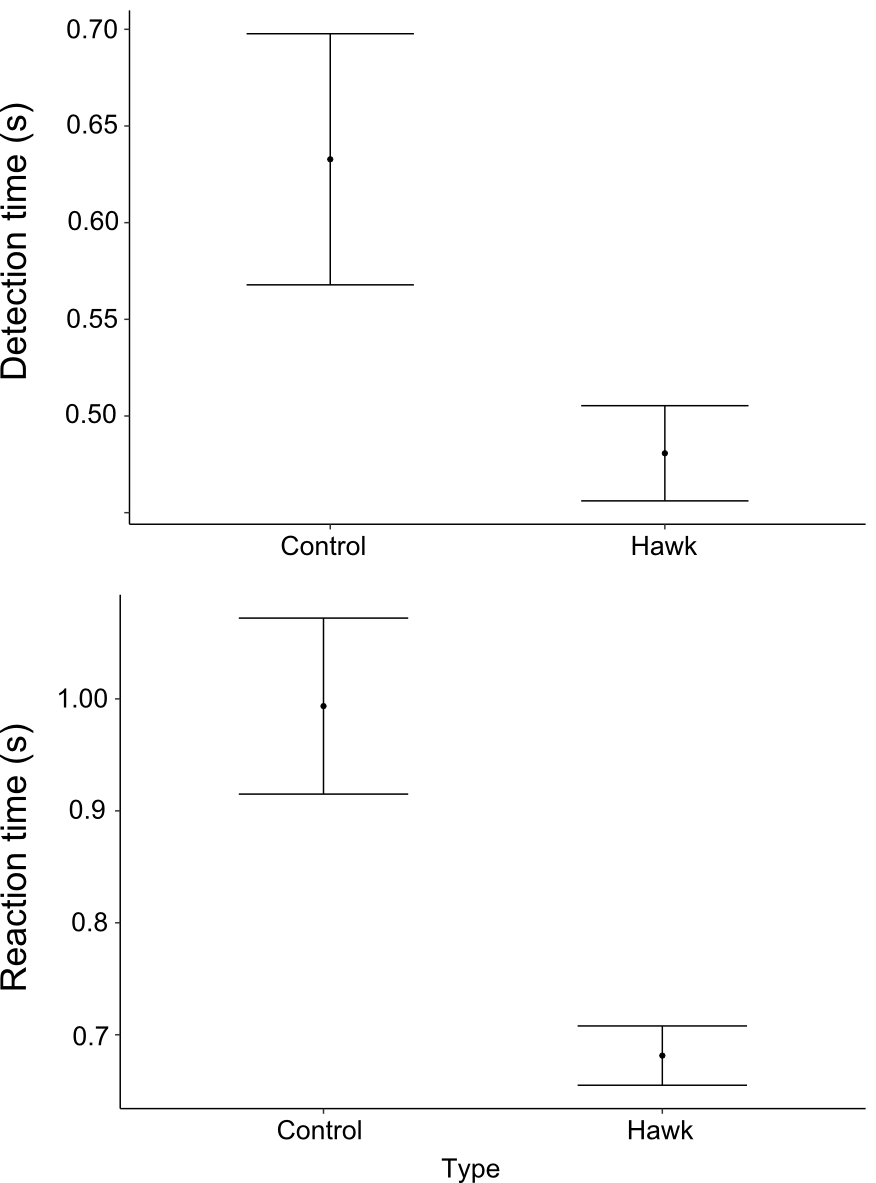 Detection time (s)
0.70
0.65
0.60
0.55
0.50
Control Hawk
Reaction time (s)
1.00
0.9
0.8
0.7
Control Hawk
Type